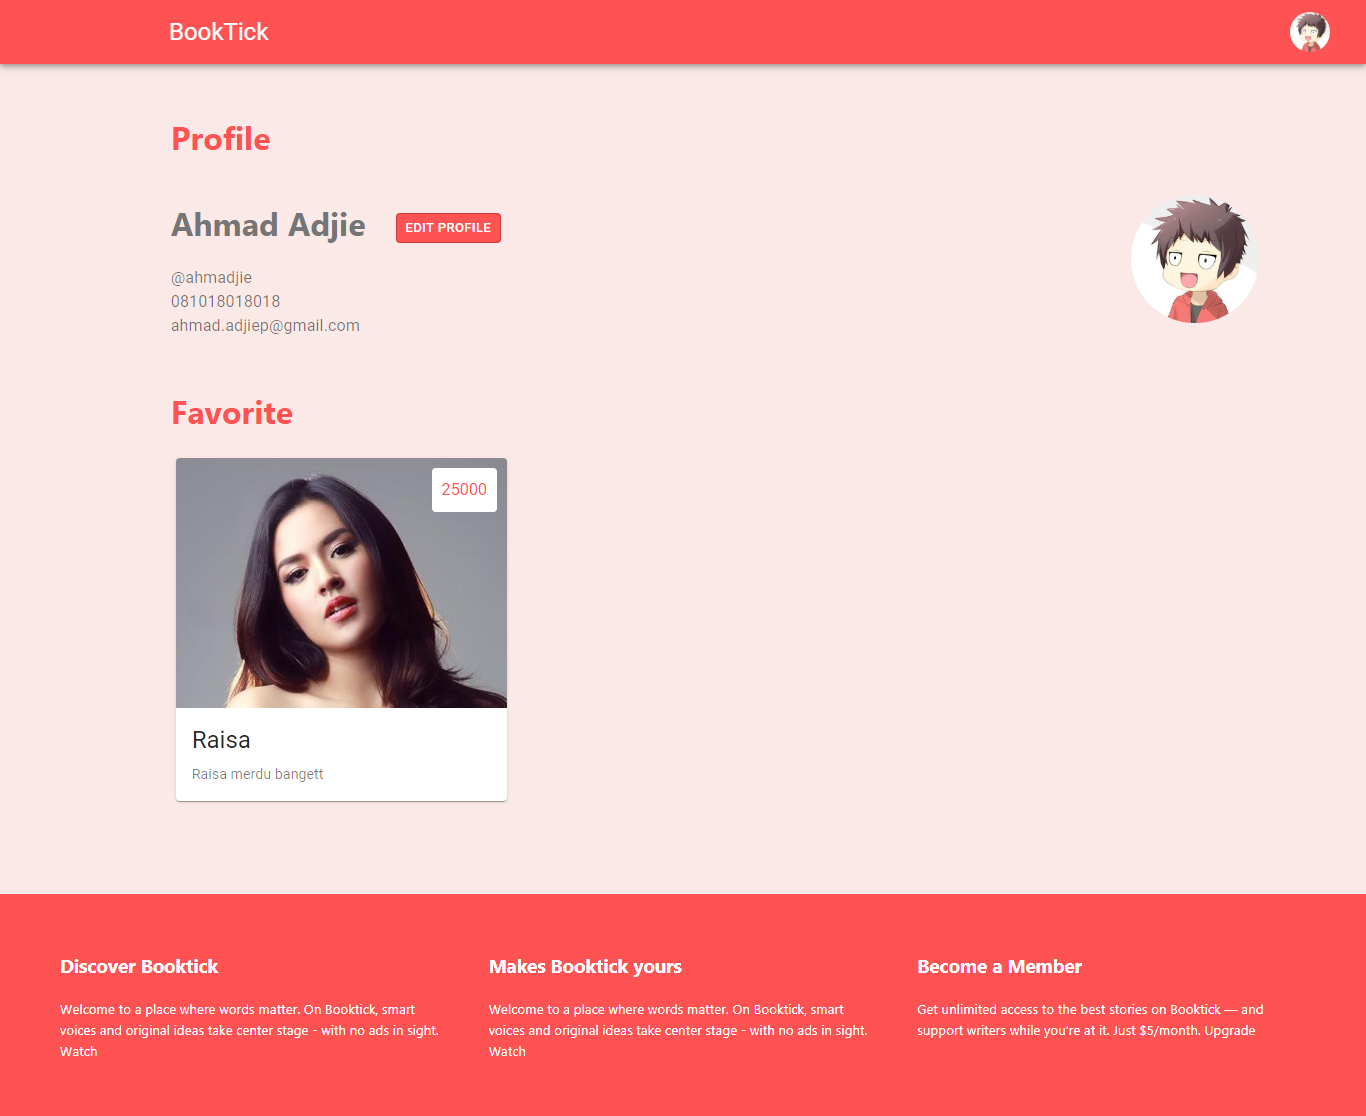 BookTick
Profile
Ahmad Adjie
EDIT PROFILE
@ahmadjie
081018018018
ahmad.adjiep@gmail.com
Favorite
25000
Raisa
Raisa merdu bangett
Discover Booktick
Welcome to a place where words matter. On Booktick, smart
voices and original ideas take center stage - with no ads in sight.
Watch
Makes Booktick yours
Welcome to a place where words matter. On Booktick, smart
voices and original ideas take center stage - with no ads in sight.
Watch
Become a Member
Get unlimited access to the best stories on Booktick — and
support writers while you’re at it. Just $5/month. Upgrade